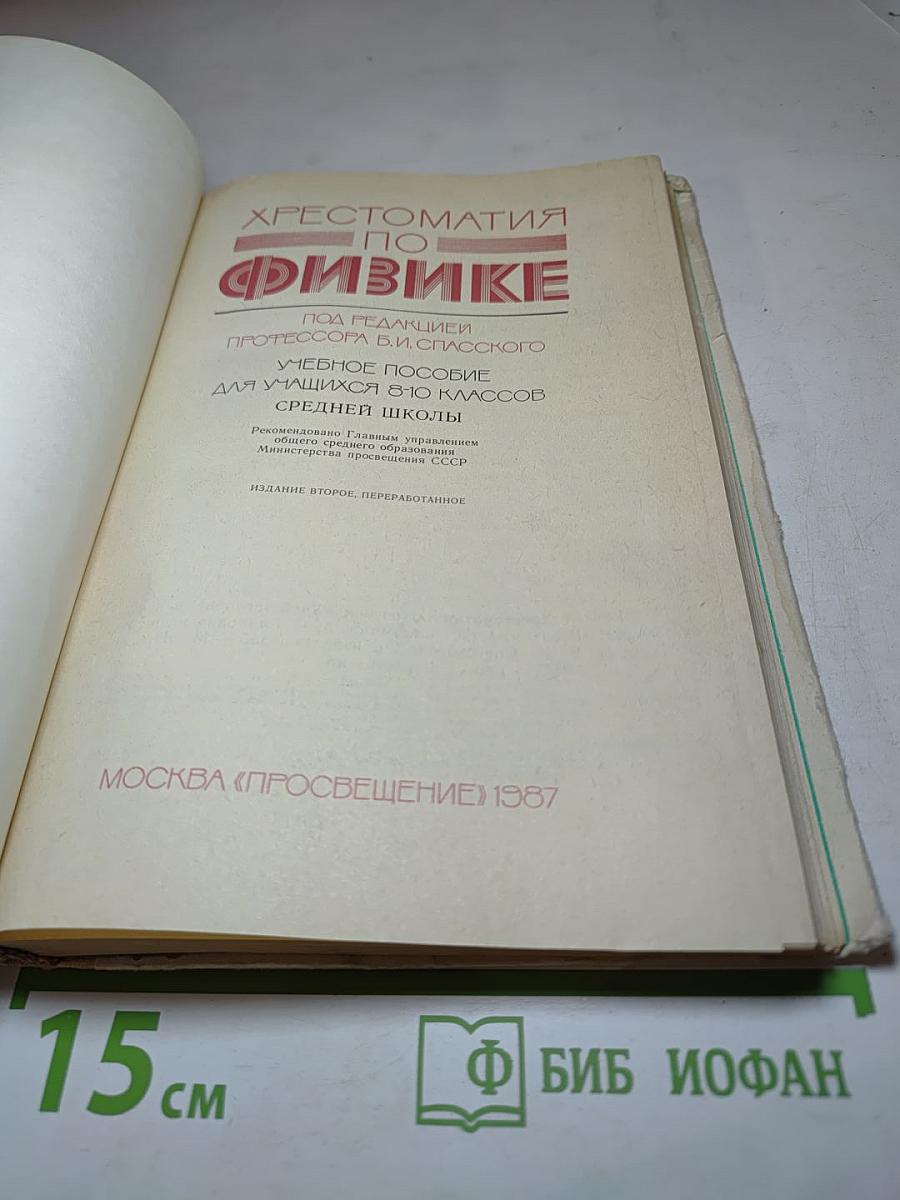 ХРЕСТОМАТИЯ
ПО
ФИЗИКЕ
ПОД РЕДАКЦИЕЙ
ПРОФЕССОРА Б.И.СПАССКОГО
УЧЕБНОЕ ПОСОБИЕ
ДЛЯ УЧАЩИХСЯ 8-10 КЛАССОВ
СРЕДНЕЙ ШКОЛЫ
Рекомендовано Главным управлением
общего среднего образования
Министерства просвещения СССР
ИЗДАНИЕ ВТОРОЕ, ПЕРЕРАБОТАННОЕ
МОСКВА «ПРОСВЕЩЕНИЕ» 1987
15 см
Ф БИБ ИОФАН